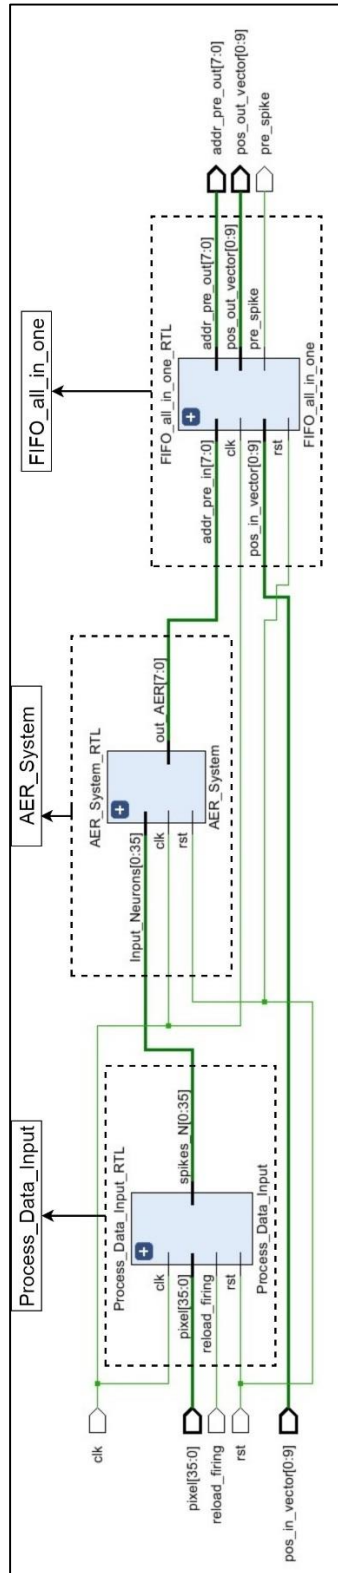 Process_Data_Input
AER_System
FIFO_all_in_one
clk
pixel[35:0]
reload_firing
rst
pos_in_vector[0:9]
Process_Data_Input_RTL
clk
pixel[35:0]
reload_firing
rst
spikes_N[0:35]
Process_Data_Input
AER_System_RTL
Input_Neurons[0:35]
clk
rst
out_AER[7:0]
AER_System
FIFO_all_in_one_RTL
addr_pre_in[7:0]
clk
pos_in_vector[0:9]
rst
addr_pre_out[7:0]
pos_out_vector[0:9]
pre_spike
FIFO_all_in_one
addr_pre_out[7:0]
pos_out_vector[0:9]
pre_spike